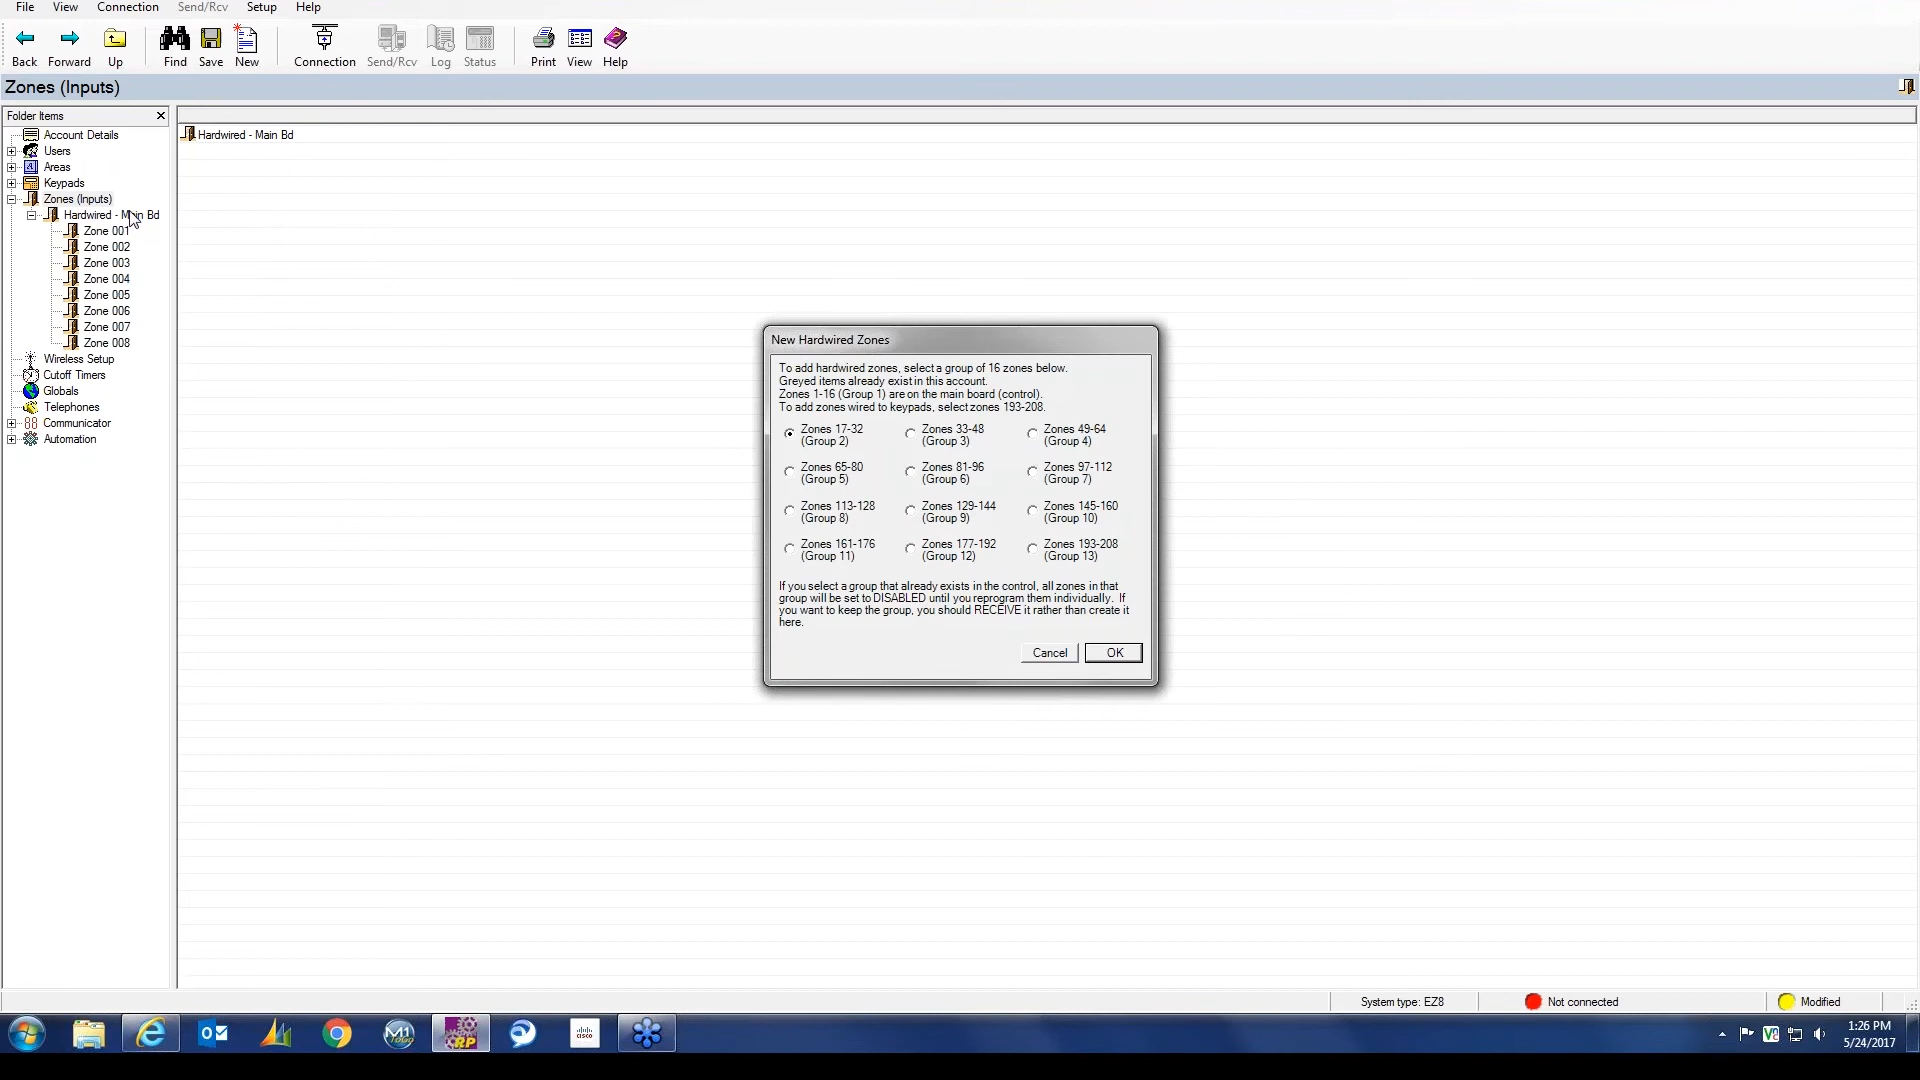 File View Connection Send/Rcv Setup Help
Back Forward Up Find Save New Connection Send/Rcv Log Status Print View Help
Zones (Inputs)
Folder Items
Account Details
Users
Areas
Keypads
Zones (Inputs)
Hardwired - Main Bd
Zone 001
Zone 002
Zone 003
Zone 004
Zone 005
Zone 006
Zone 007
Zone 008
Wireless Setup
Cutoff Timers
Globals
Telephones
Communicator
Automation
Hardwired - Main Bd
New Hardwired Zones
To add hardwired zones, select a group of 16 zones below.
Greyed items already exist in this account.
Zones 1-16 (Group 1) are on the main board (control).
To add zones wired to keypads, select zones 193-208.
Zones 17-32 Zones 33-48 Zones 49-64
(Group 2) (Group 3) (Group 4)
Zones 65-80 Zones 81-96 Zones 97-112
(Group 5) (Group 6) (Group 7)
Zones 113-128 Zones 129-144 Zones 145-160
(Group 8) (Group 9) (Group 10)
Zones 161-176 Zones 177-192 Zones 193-208
(Group 11) (Group 12) (Group 13)
If you select a group that already exists in the control, all zones in that
group will be set to DISABLED until you reprogram them individually. If
you want to keep the group, you should RECEIVE it rather than create it
here.
Cancel OK
System type: EZ8 Not connected Modified
1:26 PM
5/24/2017